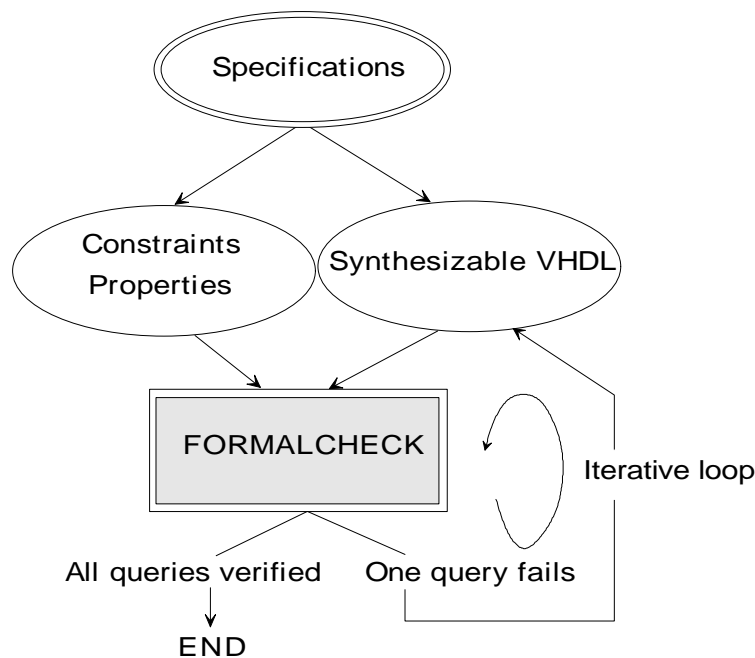 Specifications
Constraints
Properties
Synthesizable VHDL
FORMALCHECK
Iterative loop
All queries verified
One query fails
END